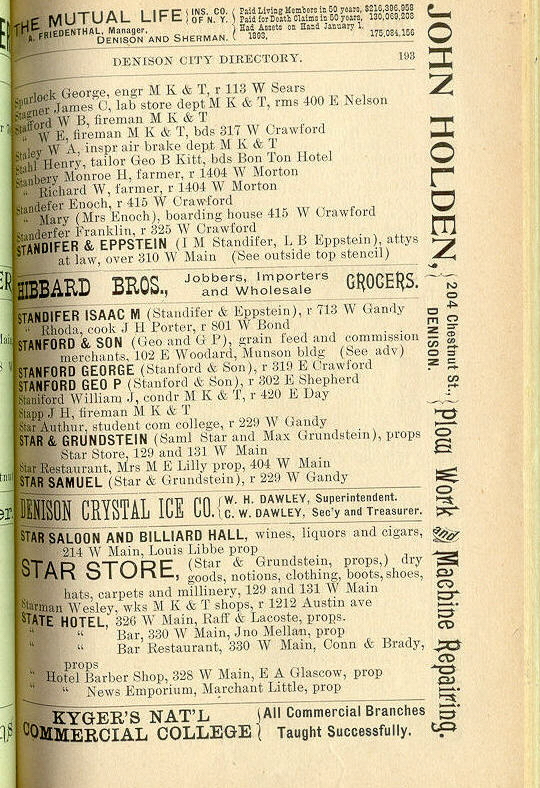 THE MUTUAL LIFE { INS. CO. OF N. Y. { Paid Living Members in 50 years, $216,396,958
Paid for Death Claims in 50 years, 130,069,208
A. FRIEDENTHAL, Manager, Had Assets on Hand January 1,
DENISON AND SHERMAN. 1893, 175,084,156
DENISON CITY DIRECTORY. 193
Spurlock George, engr M K & T, r 113 W Sears
Stagner James C, lab store dept M K & T, rms 400 E Nelson
Stafford W B, fireman M K & T
" W E, fireman M K & T, bds 317 W Crawford
Staley W A, inspr air brake dept M K & T
Stahl Henry, tailor Geo B Kitt, bds Bon Ton Hotel
Stanbery Monroe H, farmer, r 1404 W Morton
" Richard W, farmer, r 1404 W Morton
Standefer Enoch, r 415 W Crawford
" Mary (Mrs Enoch), boarding house 415 W Crawford
Standerfer Franklin, r 325 W Crawford
STANDIFER & EPPSTEIN (I M Standifer, L B Eppstein), attys
at law, over 310 W Main (See outside top stencil)
HIBBARD BROS., Jobbers, Importers and Wholesale GROCERS.
STANDIFER ISAAC M (Standifer & Eppstein), r 713 W Gandy
" Rhoda, cook J H Porter, r 801 W Bond
STANFORD & SON (Geo and G P), grain feed and commission
merchants, 102 E Woodard, Munson bldg (See adv)
STANFORD GEORGE (Stanford & Son), r 319 E Crawford
STANFORD GEO P (Stanford & Son), r 302 E Shepherd
Staniford William J, condr M K & T, r 420 E Day
Stapp J H, fireman M K & T
Star Authur, student com college, r 229 W Gandy
STAR & GRUNDSTEIN (Saml Star and Max Grundstein), props
Star Store, 129 and 131 W Main
Star Restaurant, Mrs M E Lilly prop, 404 W Main
STAR SAMUEL (Star & Grundstein), r 229 W Gandy
DENISON CRYSTAL ICE CO. { W. H. DAWLEY, Superintendent.
C. W. DAWLEY, Sec'y and Treasurer.
STAR SALOON AND BILLIARD HALL, wines, liquors and cigars,
214 W Main, Louis Libbe prop
STAR STORE, (Star & Grundstein, props,) dry
goods, notions, clothing, boots, shoes,
hats, carpets and millinery, 129 and 131 W Main
Starman Wesley, wks M K & T shops, r 1212 Austin ave
STATE HOTEL, 326 W Main, Raff & Lacoste, props.
" " Bar, 330 W Main, Jno Mellan, prop
" " Bar Restaurant, 330 W Main, Conn & Brady,
props
" Hotel Barber Shop, 328 W Main, E A Glascow, prop
" " News Emporium, Marchant Little, prop
KYGER'S NAT'L { All Commercial Branches
COMMERCIAL COLLEGE { Taught Successfully.
JOHN HOLDEN, { 204 Chestnut St., DENISON. } Plow Work and Machine Repairing.